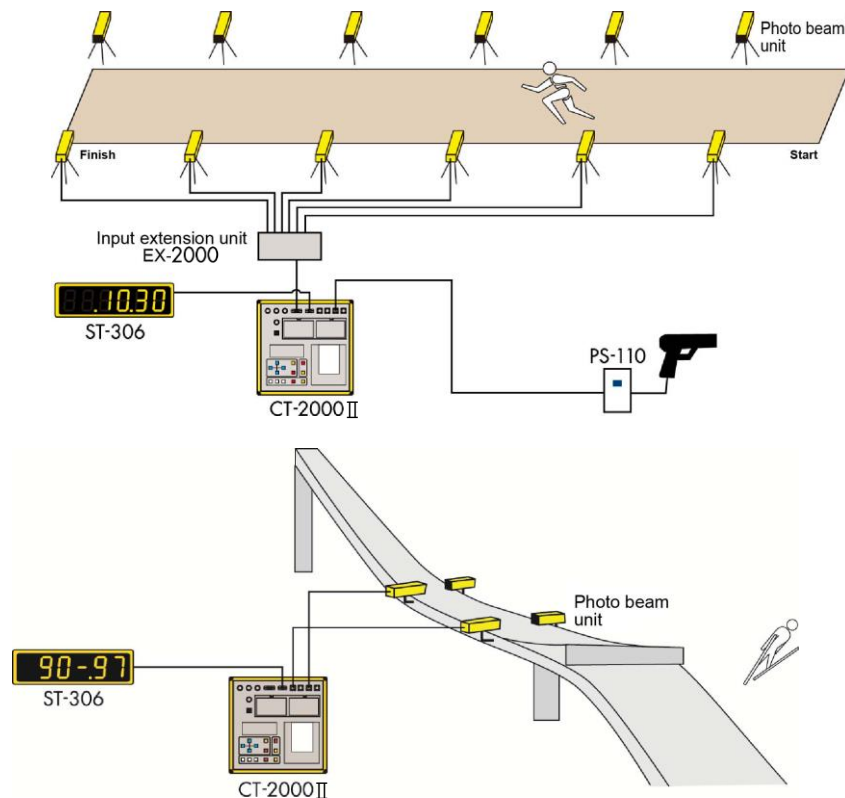 Photo beam
unit
Finish
Start
Input extension unit
EX-2000
.10.30
ST-306
PS-110
CT-2000Ⅱ
Photo beam
unit
90-.97
ST-306
CT-2000Ⅱ